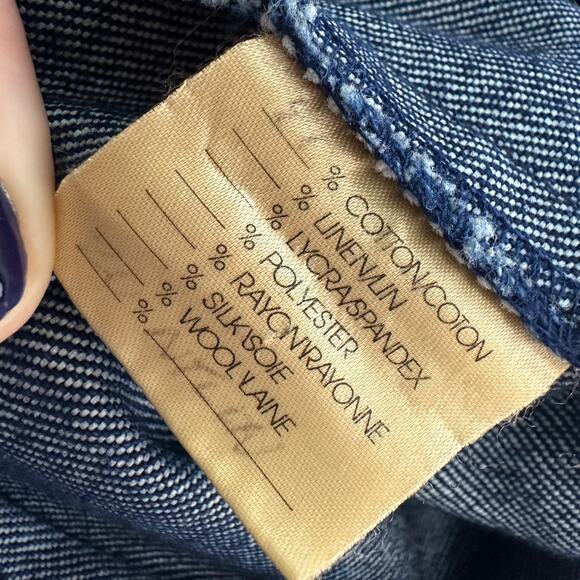 % COTTON/COTON
% LINEN/LIN
% LYCRA/SPANDEX
% POLYESTER
% RAYON\RAYONNE
% SILK\SOIE
% WOOL\LAINE
%